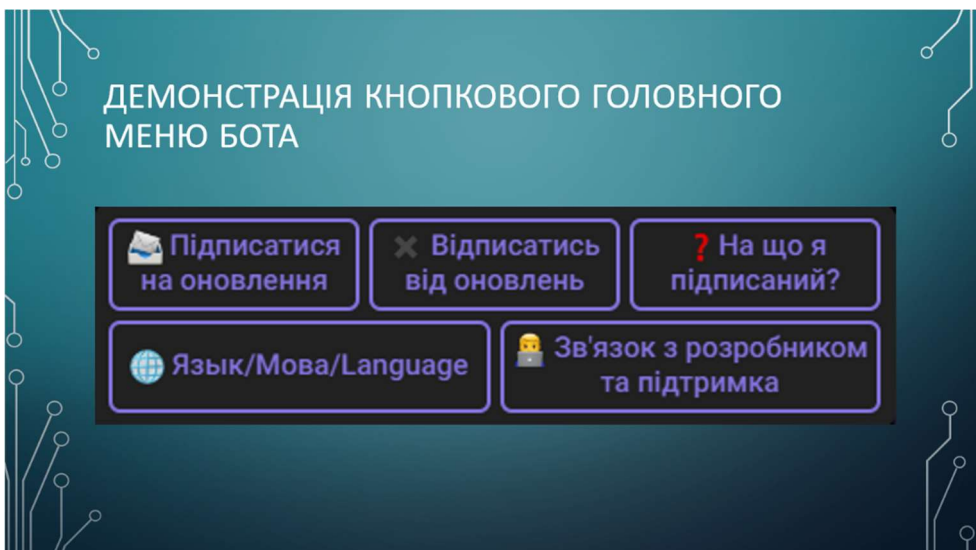 ДЕМОНСТРАЦІЯ КНОПКОВОГО ГОЛОВНОГО
МЕНЮ БОТА
Підписатися
на оновлення
Відписатись
від оновлень
На що я
підписаний?
Язык/Мова/Language
Зв'язок з розробником
та підтримка